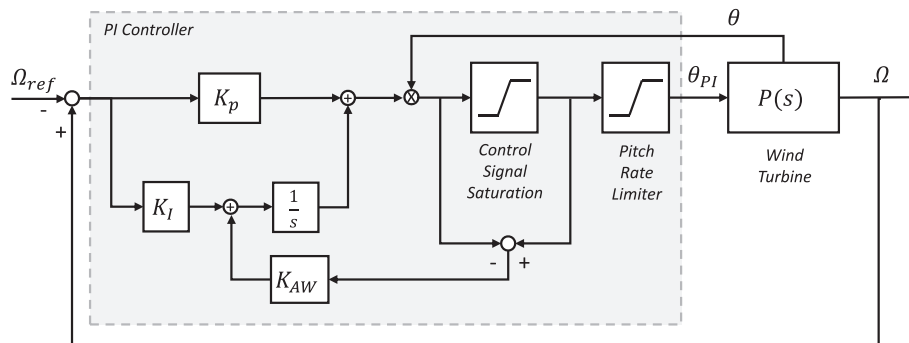 PI Controller
θ
Ω_ref
-
+
K_p
+
×
θ_PI
P(s)
Ω
Control
Signal
Saturation
Pitch
Rate
Limiter
Wind
Turbine
K_I
+
1
s
-
+
K_AW